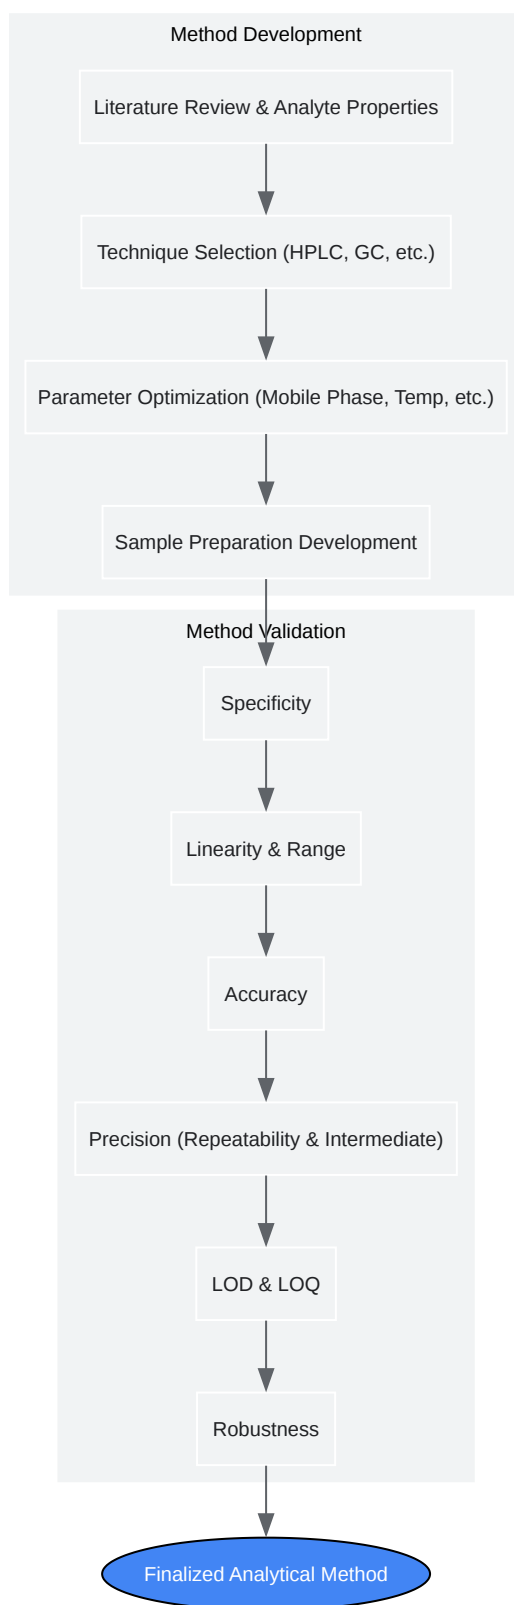 Method Development
Literature Review & Analyte Properties
Technique Selection (HPLC, GC, etc.)
Parameter Optimization (Mobile Phase, Temp, etc.)
Sample Preparation Development
Method Validation
Specificity
Linearity & Range
Accuracy
Precision (Repeatability & Intermediate)
LOD & LOQ
Robustness
Finalized Analytical Method